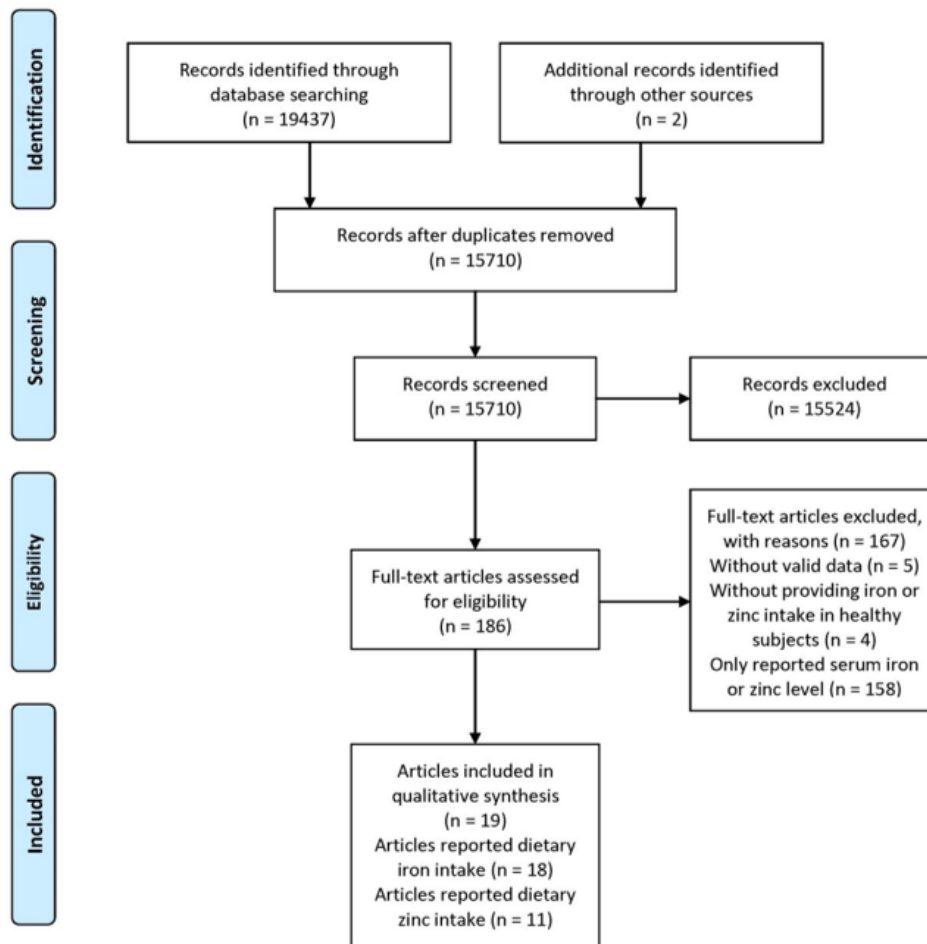 Identification
Records identified through
database searching
(n = 19437)
Additional records identified
through other sources
(n = 2)
Records after duplicates removed
(n = 15710)
Screening
Records screened
(n = 15710)
Records excluded
(n = 15524)
Eligibility
Full-text articles assessed
for eligibility
(n = 186)
Full-text articles excluded,
with reasons (n = 167)
Without valid data (n = 5)
Without providing iron or
zinc intake in healthy
subjects (n = 4)
Only reported serum iron
or zinc level (n = 158)
Included
Articles included in
qualitative synthesis
(n = 19)
Articles reported dietary
iron intake (n = 18)
Articles reported dietary
zinc intake (n = 11)